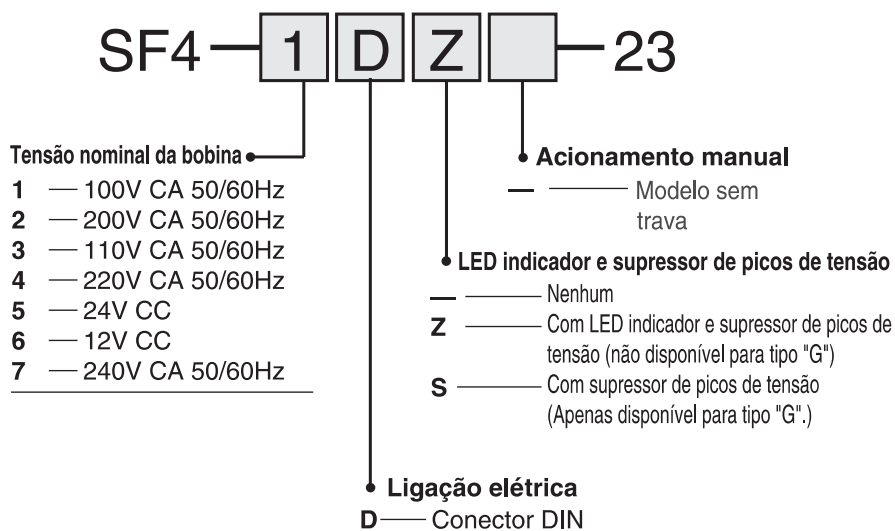 SF4 — 1 D Z — 23
Tensão nominal da bobina
1 — 100V CA 50/60Hz
2 — 200V CA 50/60Hz
3 — 110V CA 50/60Hz
4 — 220V CA 50/60Hz
5 — 24V CC
6 — 12V CC
7 — 240V CA 50/60Hz
Acionamento manual
— — Modelo sem
trava
LED indicador e supressor de picos de tensão
— — Nenhum
Z — Com LED indicador e supressor de picos de
tensão (não disponível para tipo "G")
S — Com supressor de picos de tensão
(Apenas disponível para tipo "G".)
Ligação elétrica
D — Conector DIN